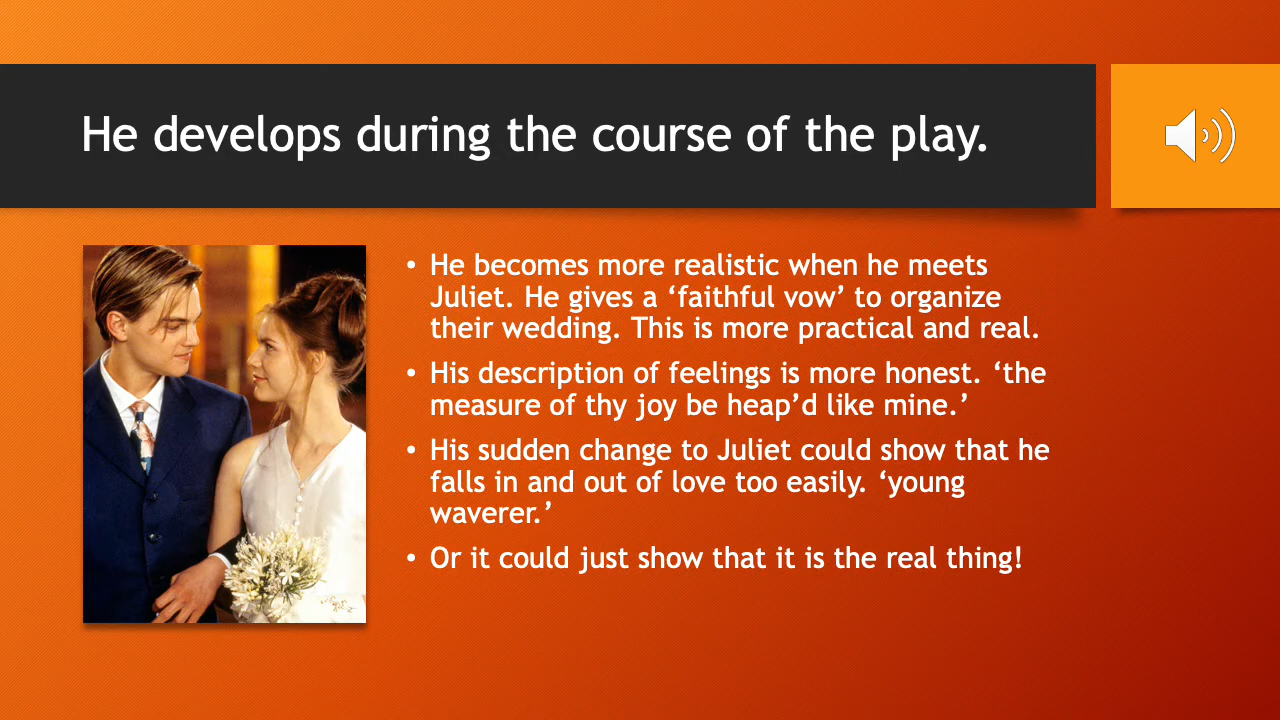 He develops during the course of the play.
• He becomes more realistic when he meets
Juliet. He gives a ‘faithful vow’ to organize
their wedding. This is more practical and real.
• His description of feelings is more honest. ‘the
measure of thy joy be heap’d like mine.’
• His sudden change to Juliet could show that he
falls in and out of love too easily. ‘young
waverer.’
• Or it could just show that it is the real thing!